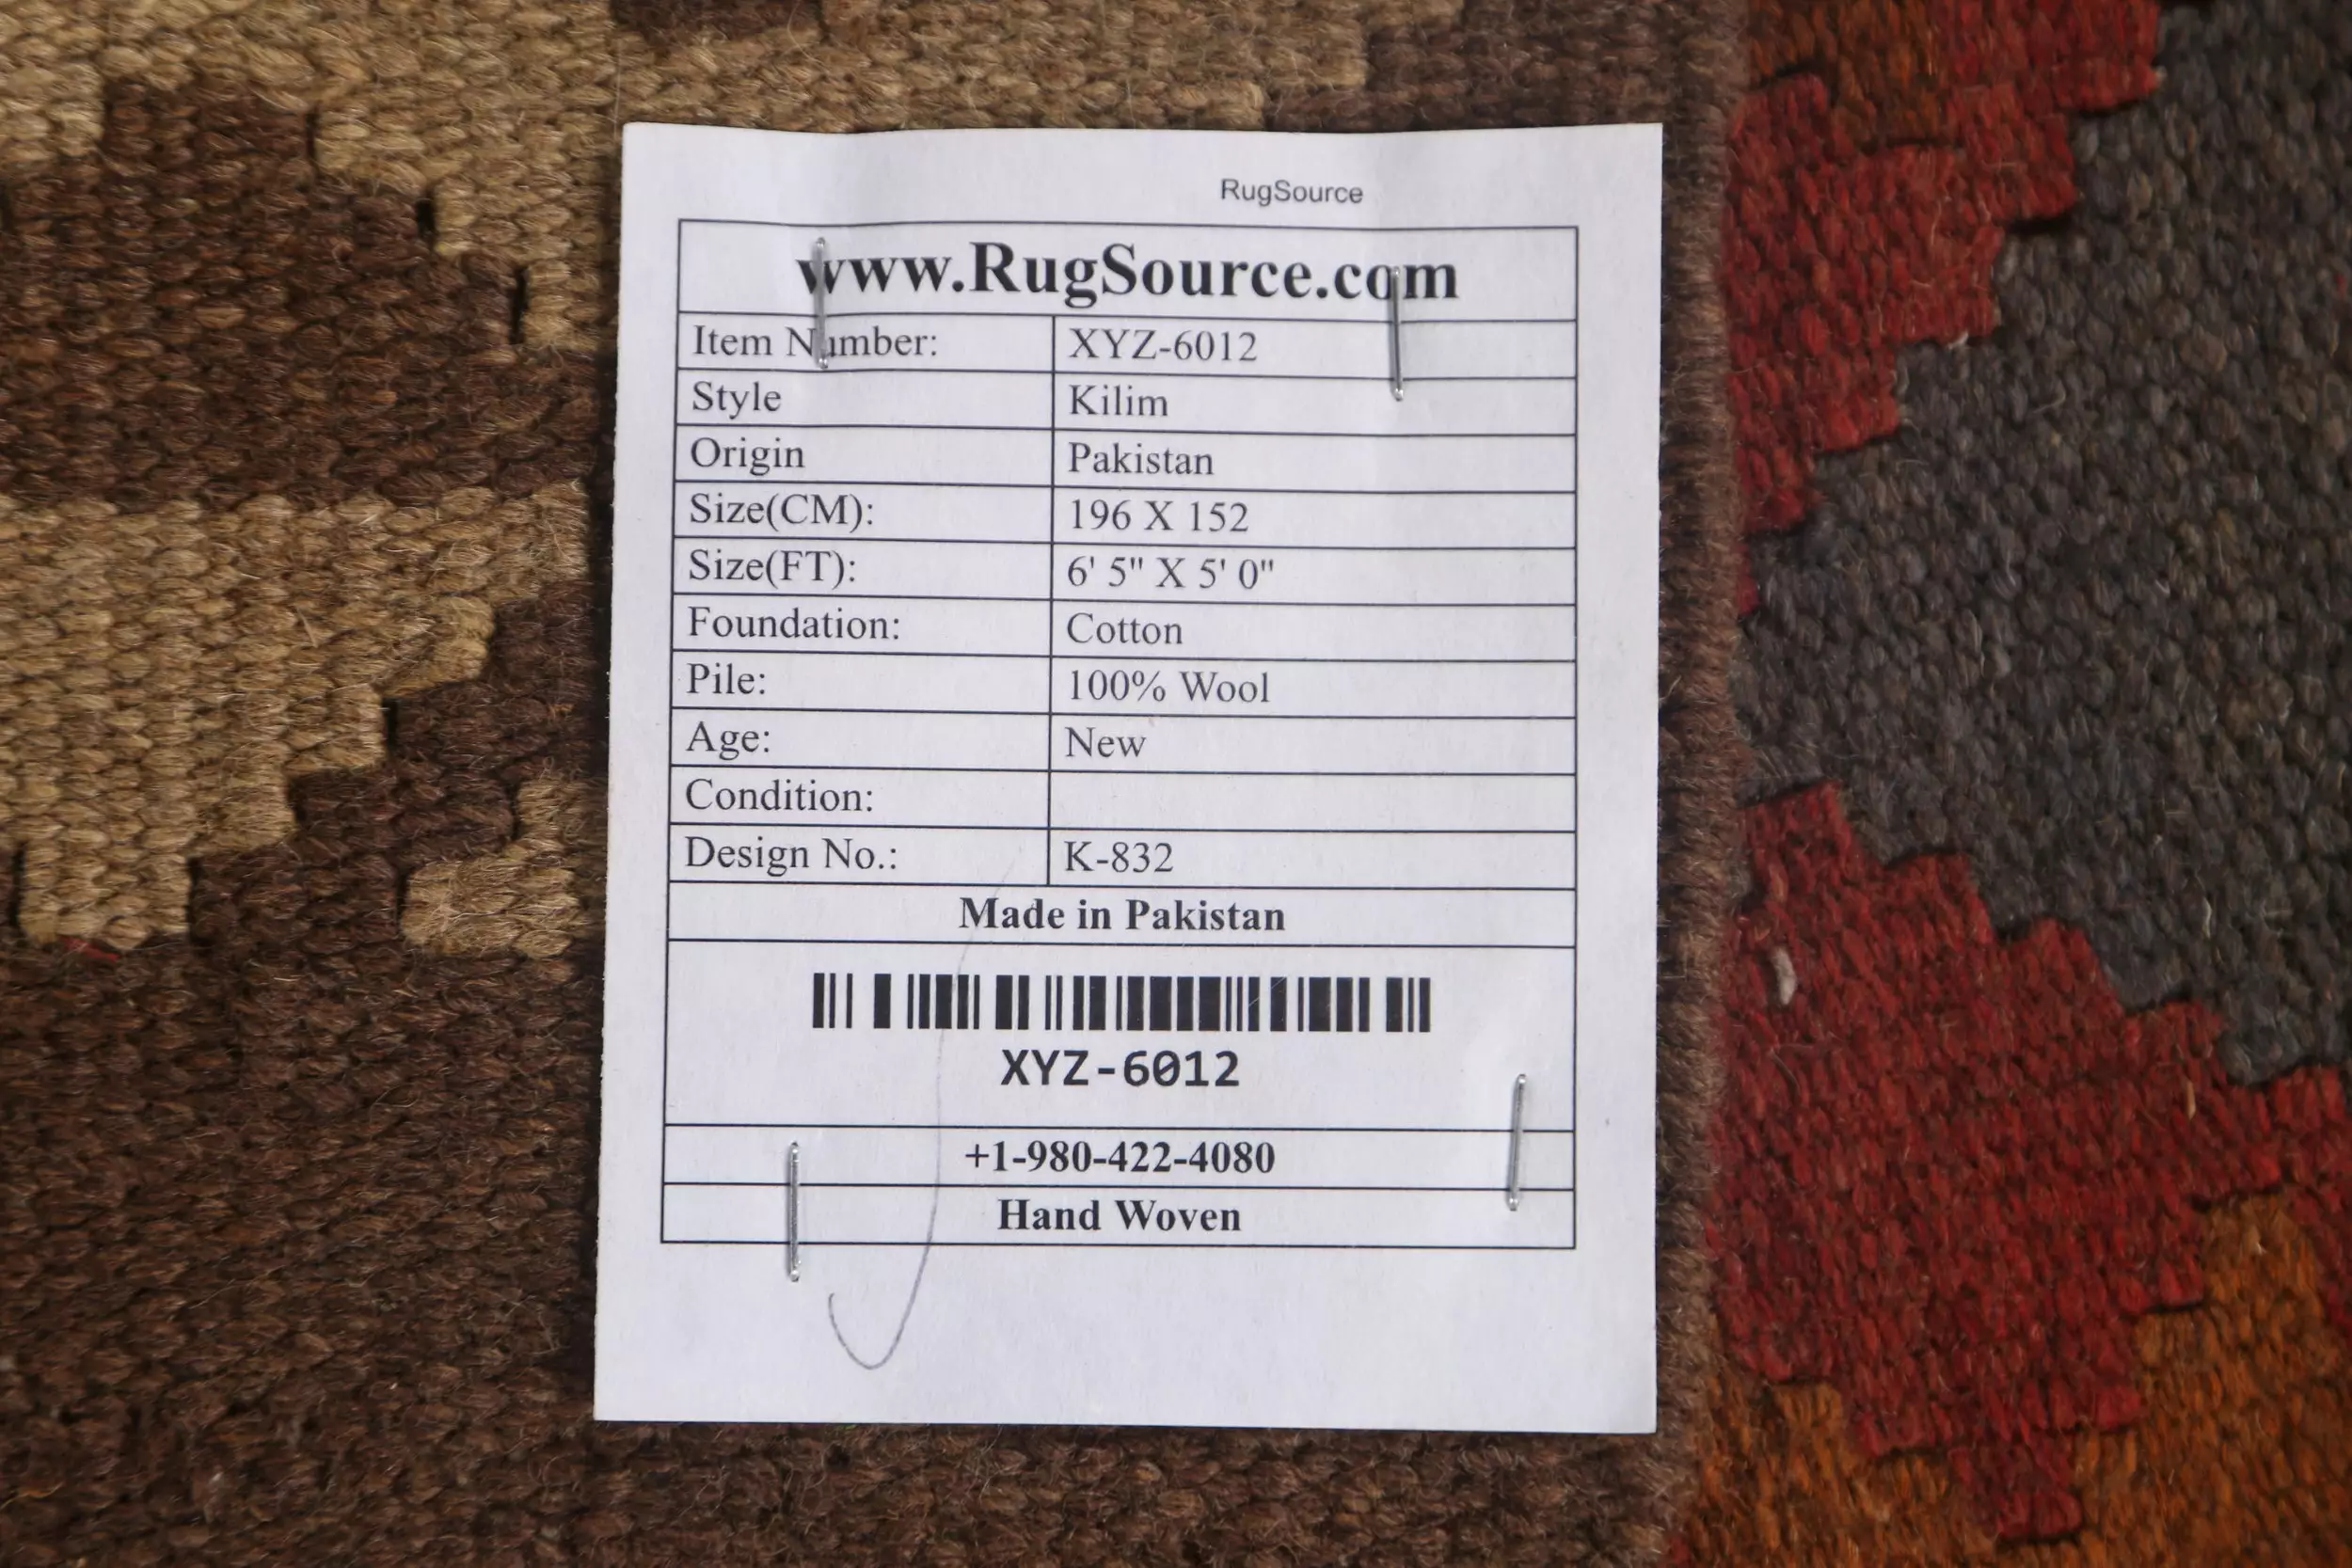 RugSource
www.RugSource.com
Item Number: XYZ-6012
Style Kilim
Origin Pakistan
Size(CM): 196 X 152
Size(FT): 6' 5" X 5' 0"
Foundation: Cotton
Pile: 100% Wool
Age: New
Condition:
Design No.: K-832
Made in Pakistan
XYZ-6012
+1-980-422-4080
Hand Woven